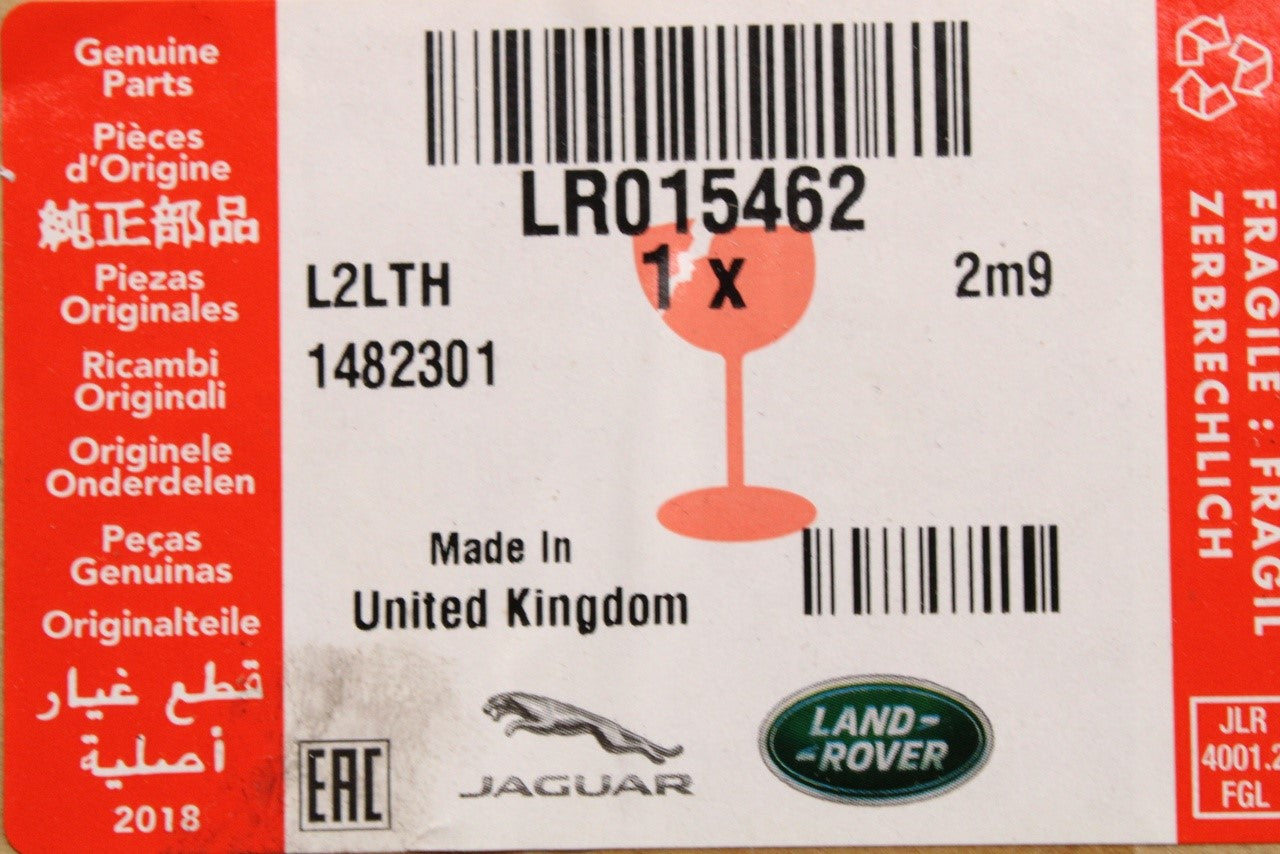 Genuine
Parts
Pièces
d'Origine
純正部品
Piezas
Originales
Ricambi
Originali
Originele
Onderdelen
Peças
Genuinas
Originalteile
قطع غيار
أصلية
2018
LR015462
1 x
L2LTH
2m9
1482301
Made In
United Kingdom
EAC
JAGUAR
LAND-
-ROVER
FRAGILE : FRAGIL
ZERBRECHLICH
JLR
4001.2
FGL